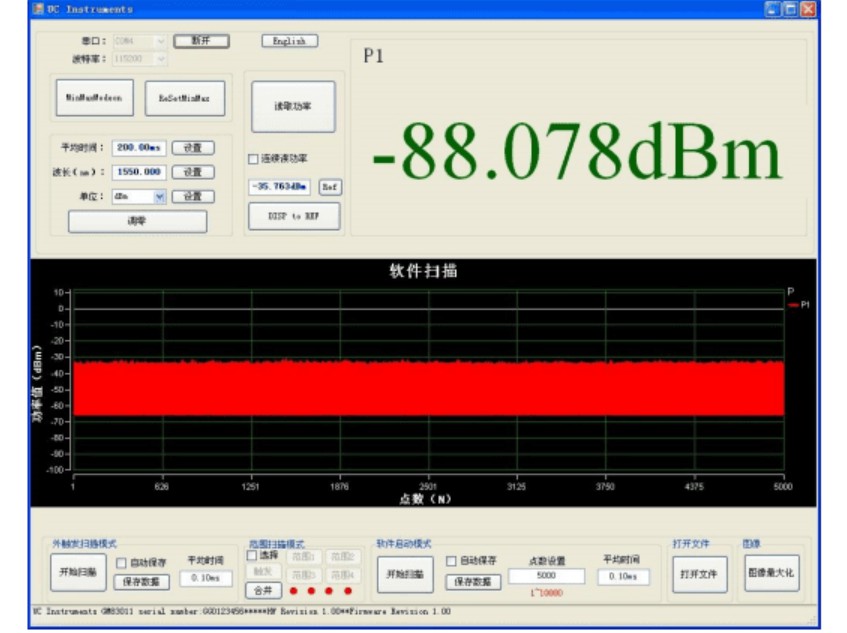 UC Instruments
串口： COM4 断开 English
波特率： 115200
P1
-88.078dBm
MinMaxModeon ReSetMinMax 读取功率
平均时间： 200.00ms 设置
连续读功率
波长(nm)： 1550.000 设置
-35.763dBm Ref
单位： dBm 设置
调零 DISP to REF
软件扫描
P
P1
功率值（dBm）
10
0
-10
-20
-30
-40
-50
-60
-70
-80
-90
-100
1 626 1251 1876 2501 3125 3750 4375 5000
点数（N）
外触发扫描模式
开始扫描 自动保存 平均时间
保存数据 0.10ms
范围扫描模式
选择 范围1 范围2
触发 范围3 范围4
合并
软件启动模式
开始扫描 自动保存 点数设置 平均时间
保存数据 5000 0.10ms
1~10000
打开文件
打开文件
图像
图像最大化
UC Instruments GM83011 serial number:GG0123456*****HW Revision 1.00**Firmware Revision 1.00